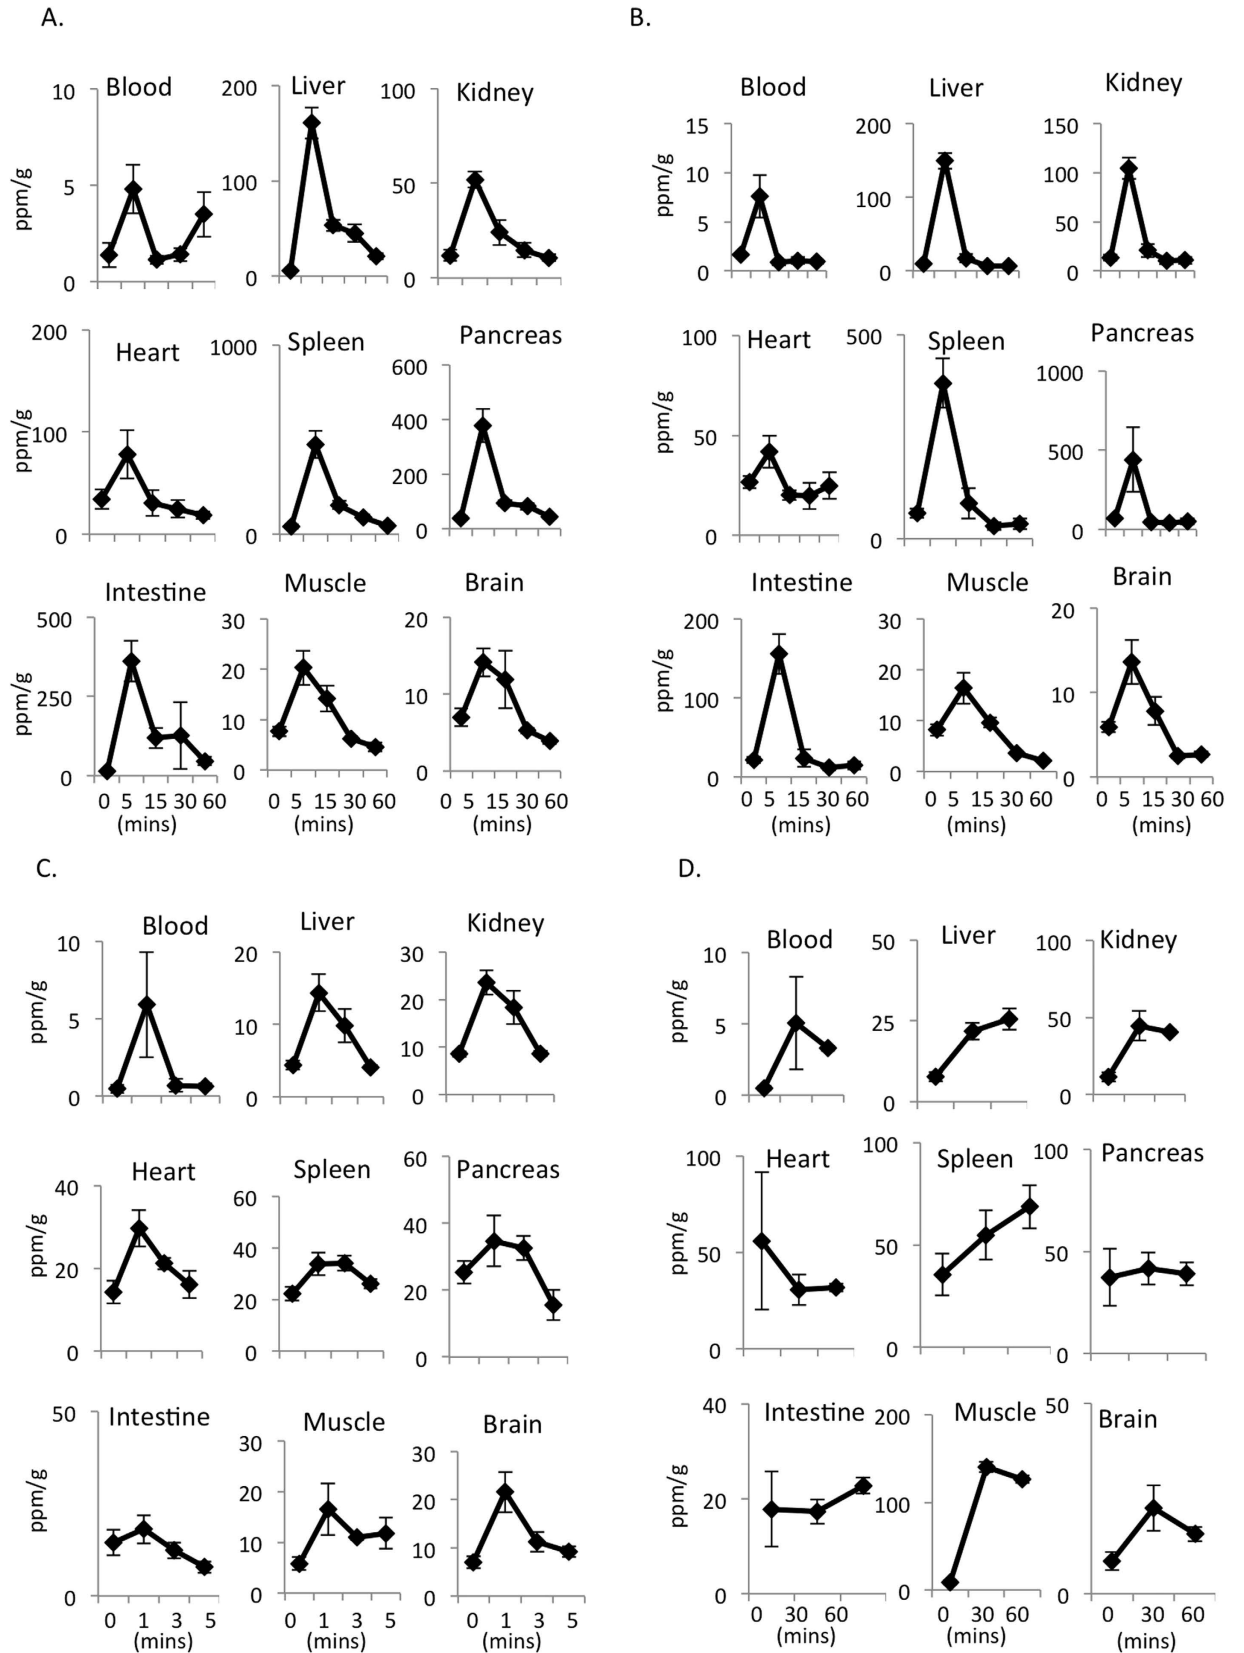 A.
B.
Blood
Liver
Kidney
10
5
0
ppm/g
200
100
0
100
50
0
Heart
Spleen
Pancreas
200
100
0
ppm/g
1000
0
600
400
200
0
Intestine
Muscle
Brain
500
250
0
ppm/g
30
20
10
0
20
10
0
0 5 15 30 60
(mins)
0 5 15 30 60
(mins)
0 5 15 30 60
(mins)
Blood
Liver
Kidney
15
10
5
0
ppm/g
200
100
0
150
100
50
0
Heart
Spleen
Pancreas
100
50
0
ppm/g
500
0
1000
500
0
Intestine
Muscle
Brain
200
100
0
ppm/g
30
20
10
0
20
10
0
0 5 15 30 60
(mins)
0 5 15 30 60
(mins)
0 5 15 30 60
(mins)
C.
D.
Blood
Liver
Kidney
10
5
0
ppm/g
20
10
0
30
20
10
0
Heart
Spleen
Pancreas
40
20
0
ppm/g
60
40
20
0
60
40
20
0
Intestine
Muscle
Brain
50
0
ppm/g
30
20
10
0
30
20
10
0
0 1 3 5
(mins)
0 1 3 5
(mins)
0 1 3 5
(mins)
Blood
Liver
Kidney
10
5
0
ppm/g
50
25
0
100
50
0
Heart
Spleen
Pancreas
100
50
0
ppm/g
100
50
0
100
50
0
Intestine
Muscle
Brain
40
20
0
ppm/g
200
100
0
50
0
0 30 60
(mins)
0 30 60
(mins)
0 30 60
(mins)